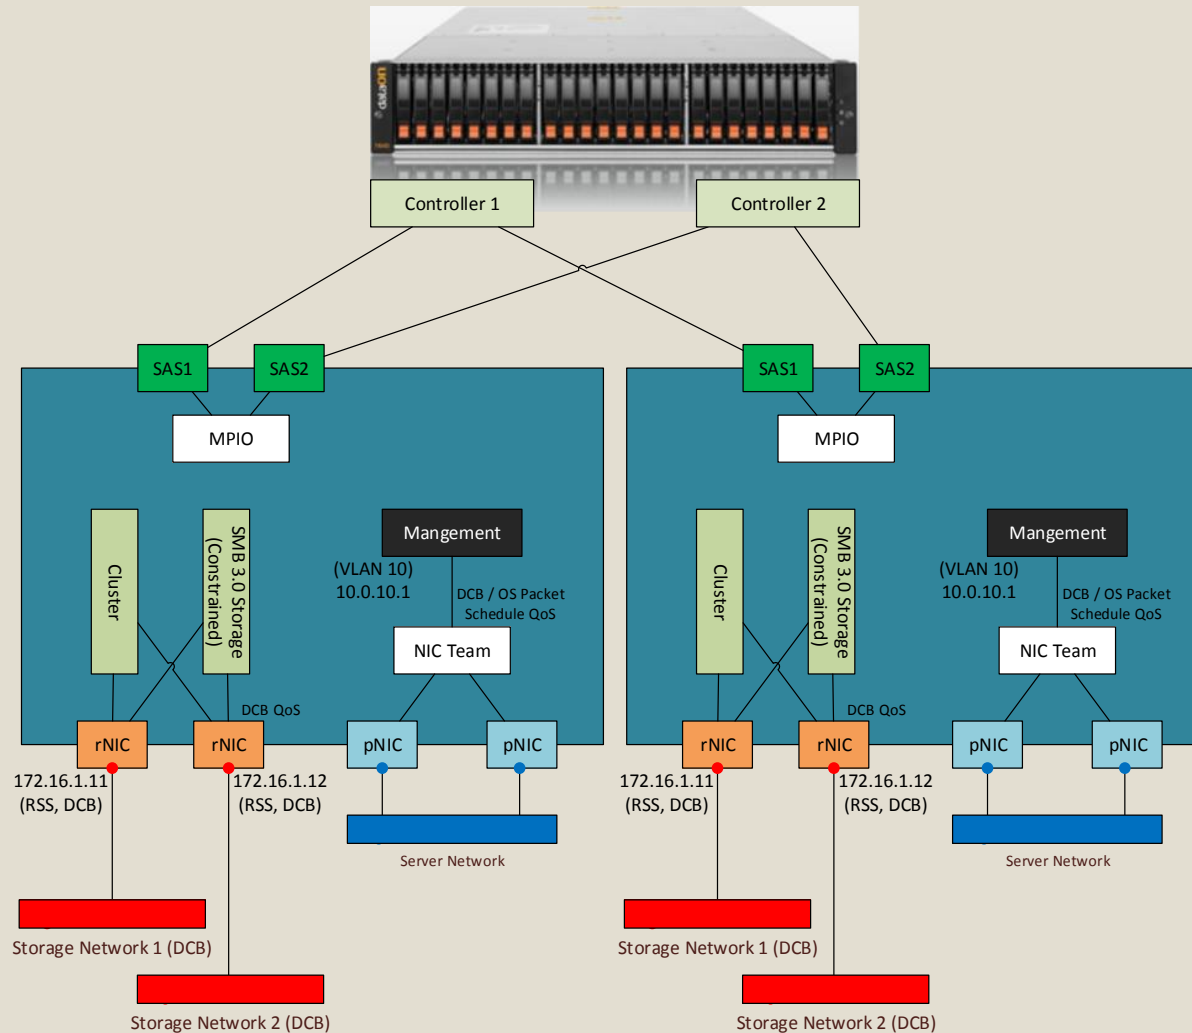 dataON
Controller 1
Controller 2
SAS1
SAS2
MPIO
Cluster
SMB 3.0 Storage
(Constrained)
Mangement
(VLAN 10)
10.0.10.1
DCB / OS Packet
Schedule QoS
NIC Team
DCB QoS
rNIC
rNIC
pNIC
pNIC
172.16.1.11
(RSS, DCB)
172.16.1.12
(RSS, DCB)
Server Network
Storage Network 1 (DCB)
Storage Network 2 (DCB)
SAS1
SAS2
MPIO
Cluster
SMB 3.0 Storage
(Constrained)
Mangement
(VLAN 10)
10.0.10.1
DCB / OS Packet
Schedule QoS
NIC Team
DCB QoS
rNIC
rNIC
pNIC
pNIC
172.16.1.11
(RSS, DCB)
172.16.1.12
(RSS, DCB)
Server Network
Storage Network 1 (DCB)
Storage Network 2 (DCB)